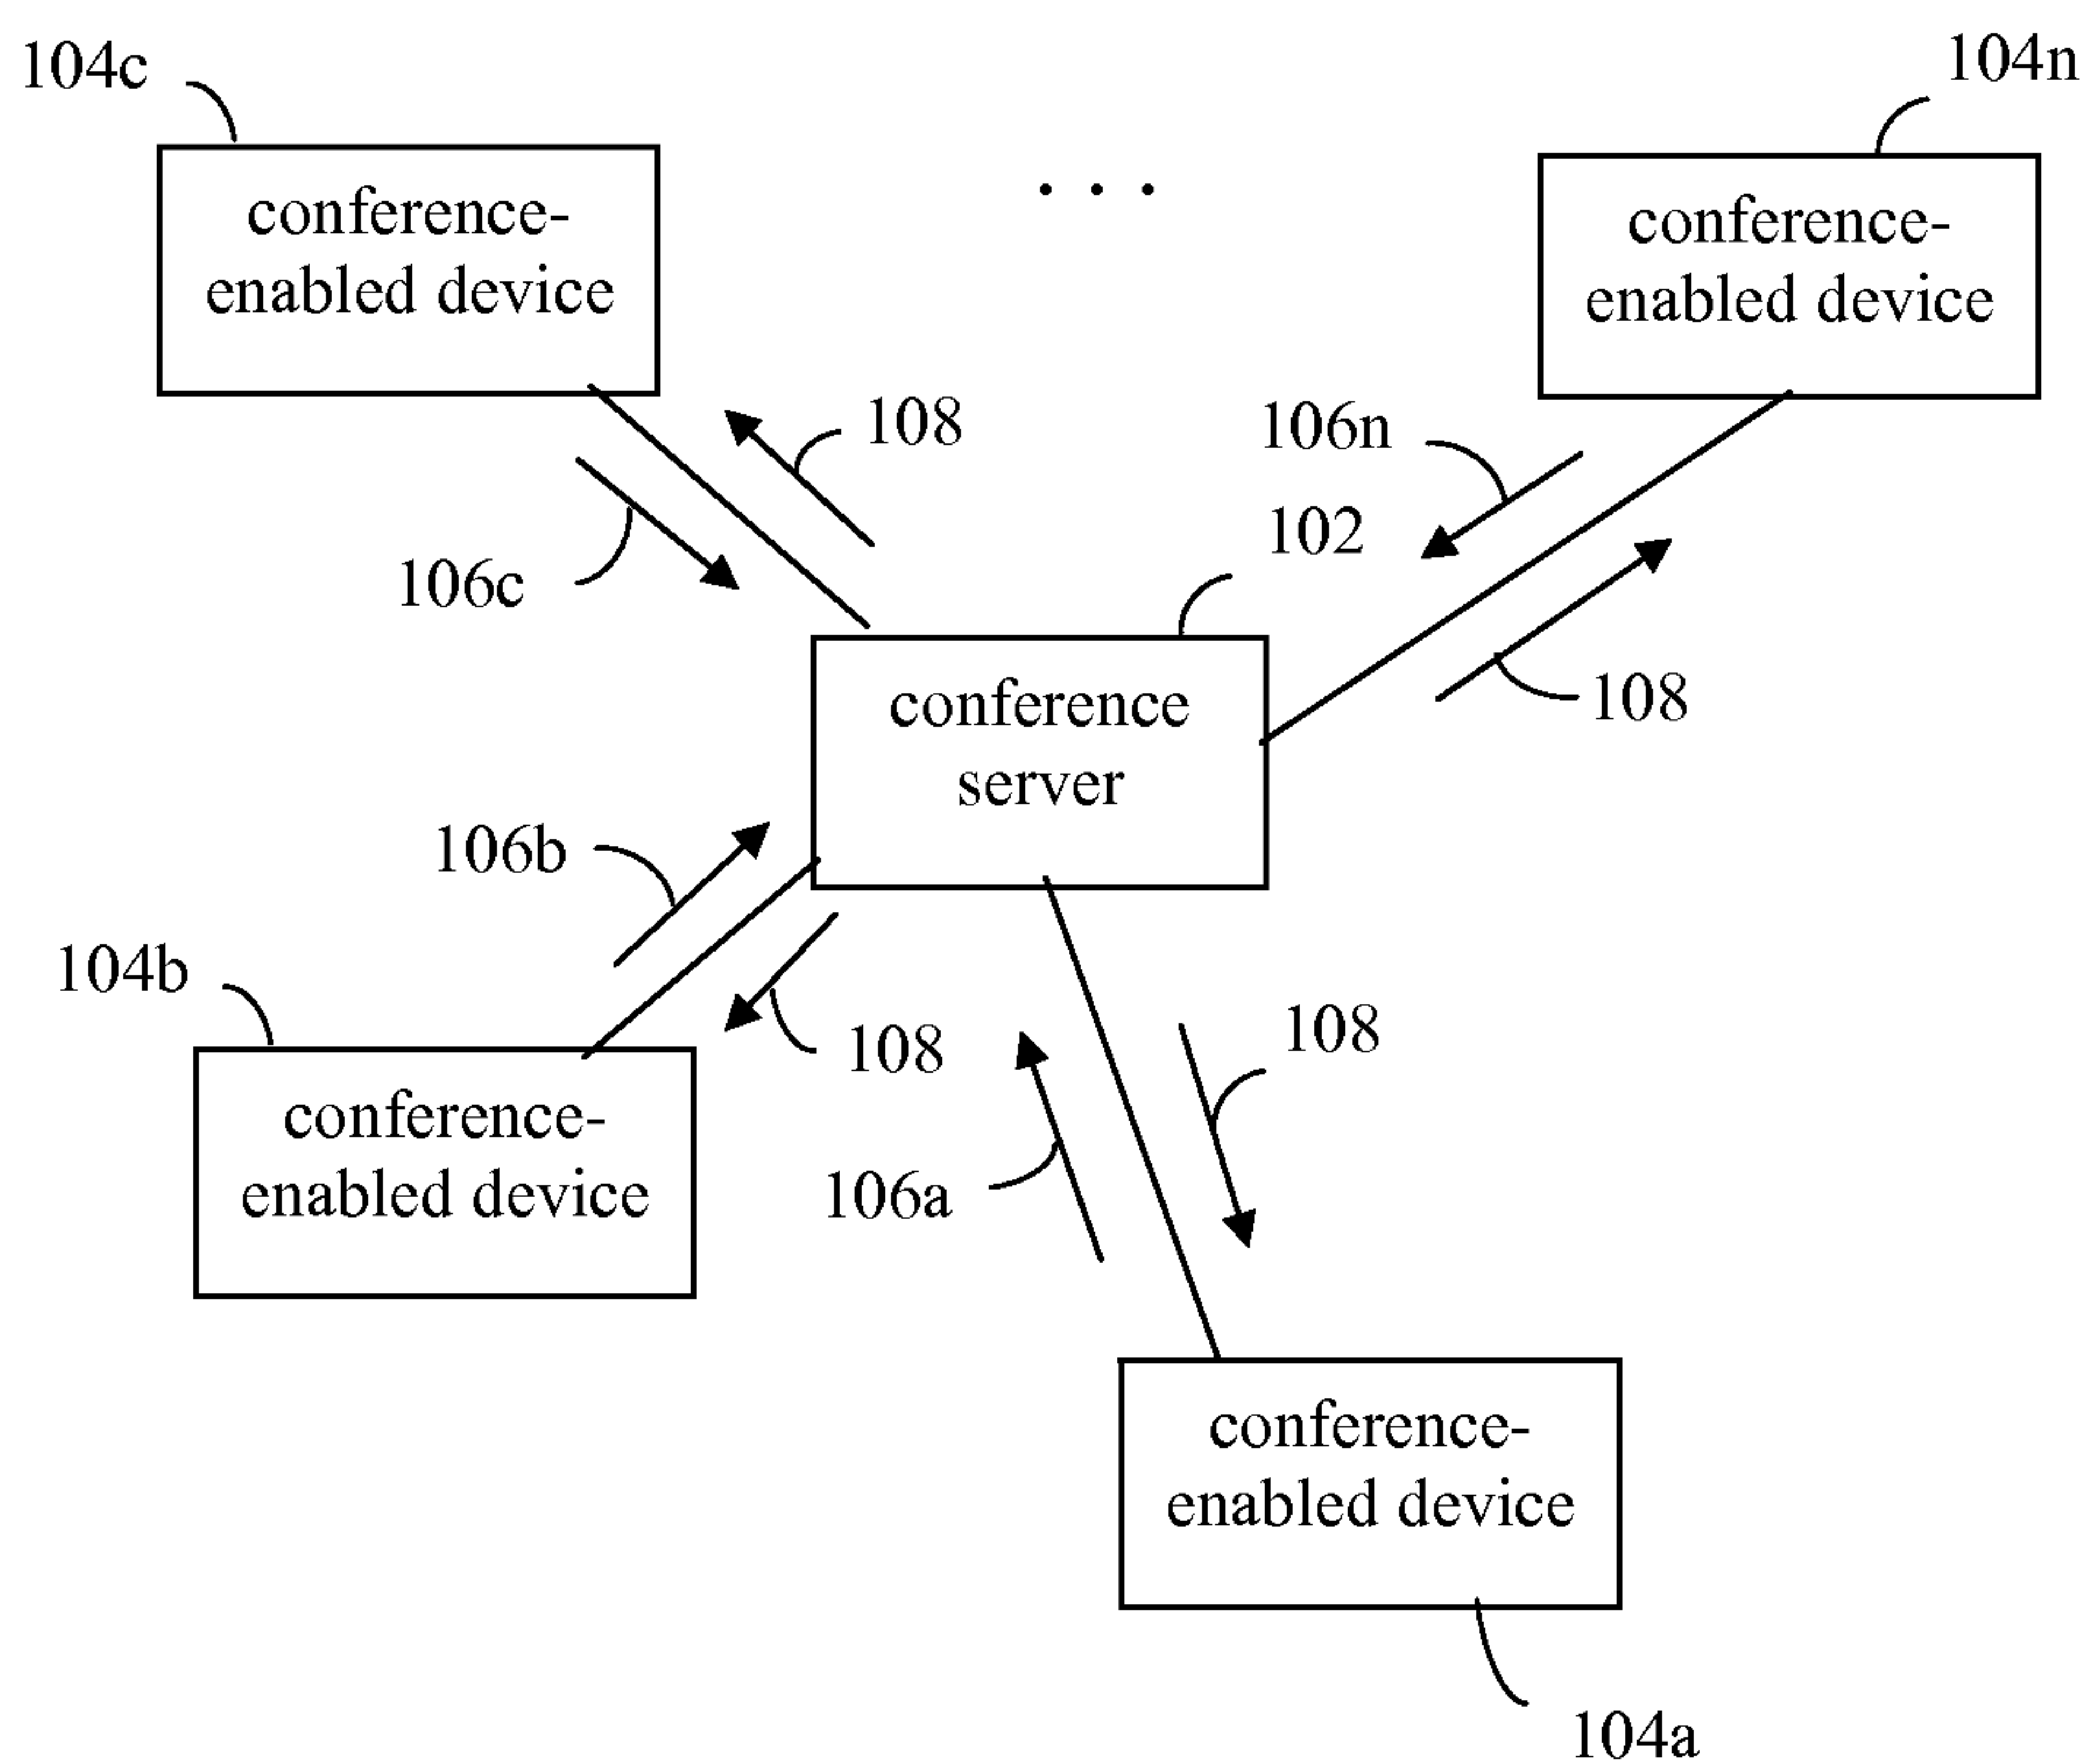 104c
104n
conference-
enabled device
. . .
conference-
enabled device
108
106n
102
106c
108
conference
server
106b
104b
108
108
conference-
enabled device
106a
conference-
enabled device
104a